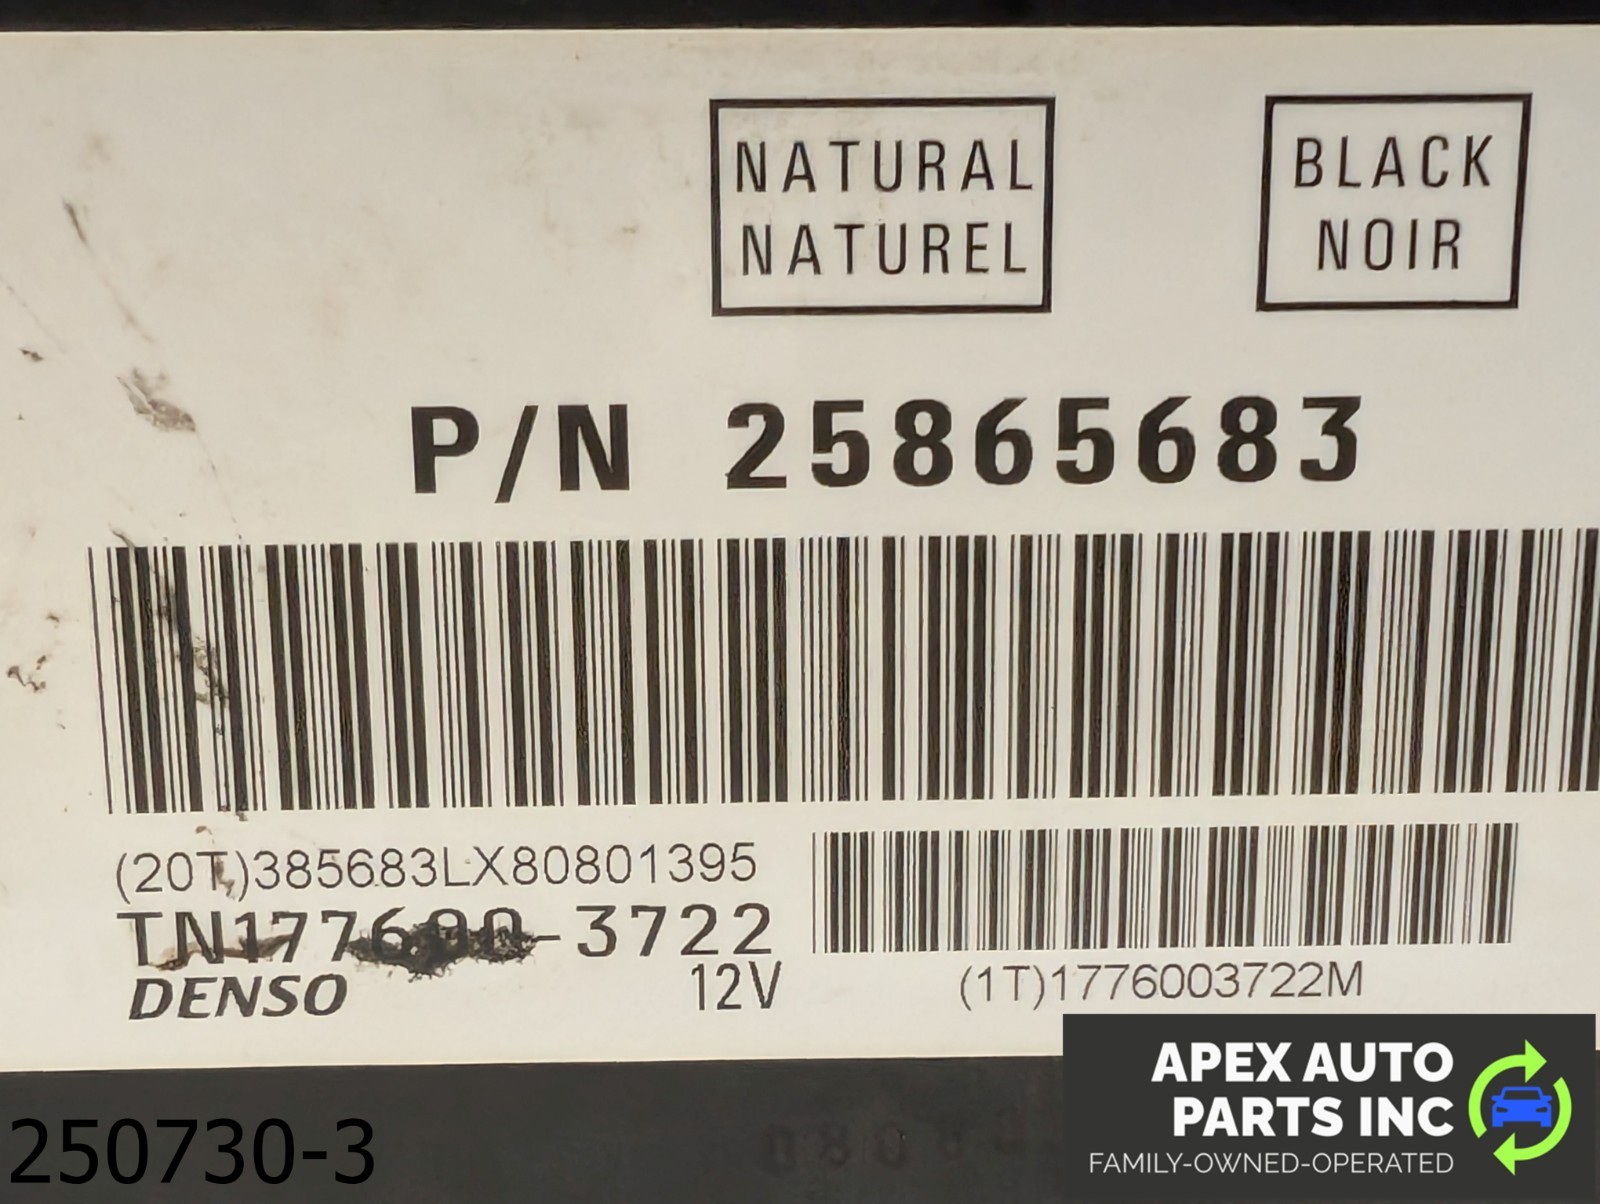 NATURAL
NATUREL
BLACK
NOIR
P/N 25865683
(20T)385683LX80801395
TN177600-3722
DENSO
12V
(1T)1776003722M
APEX AUTO
PARTS INC
FAMILY-OWNED-OPERATED
250730-3